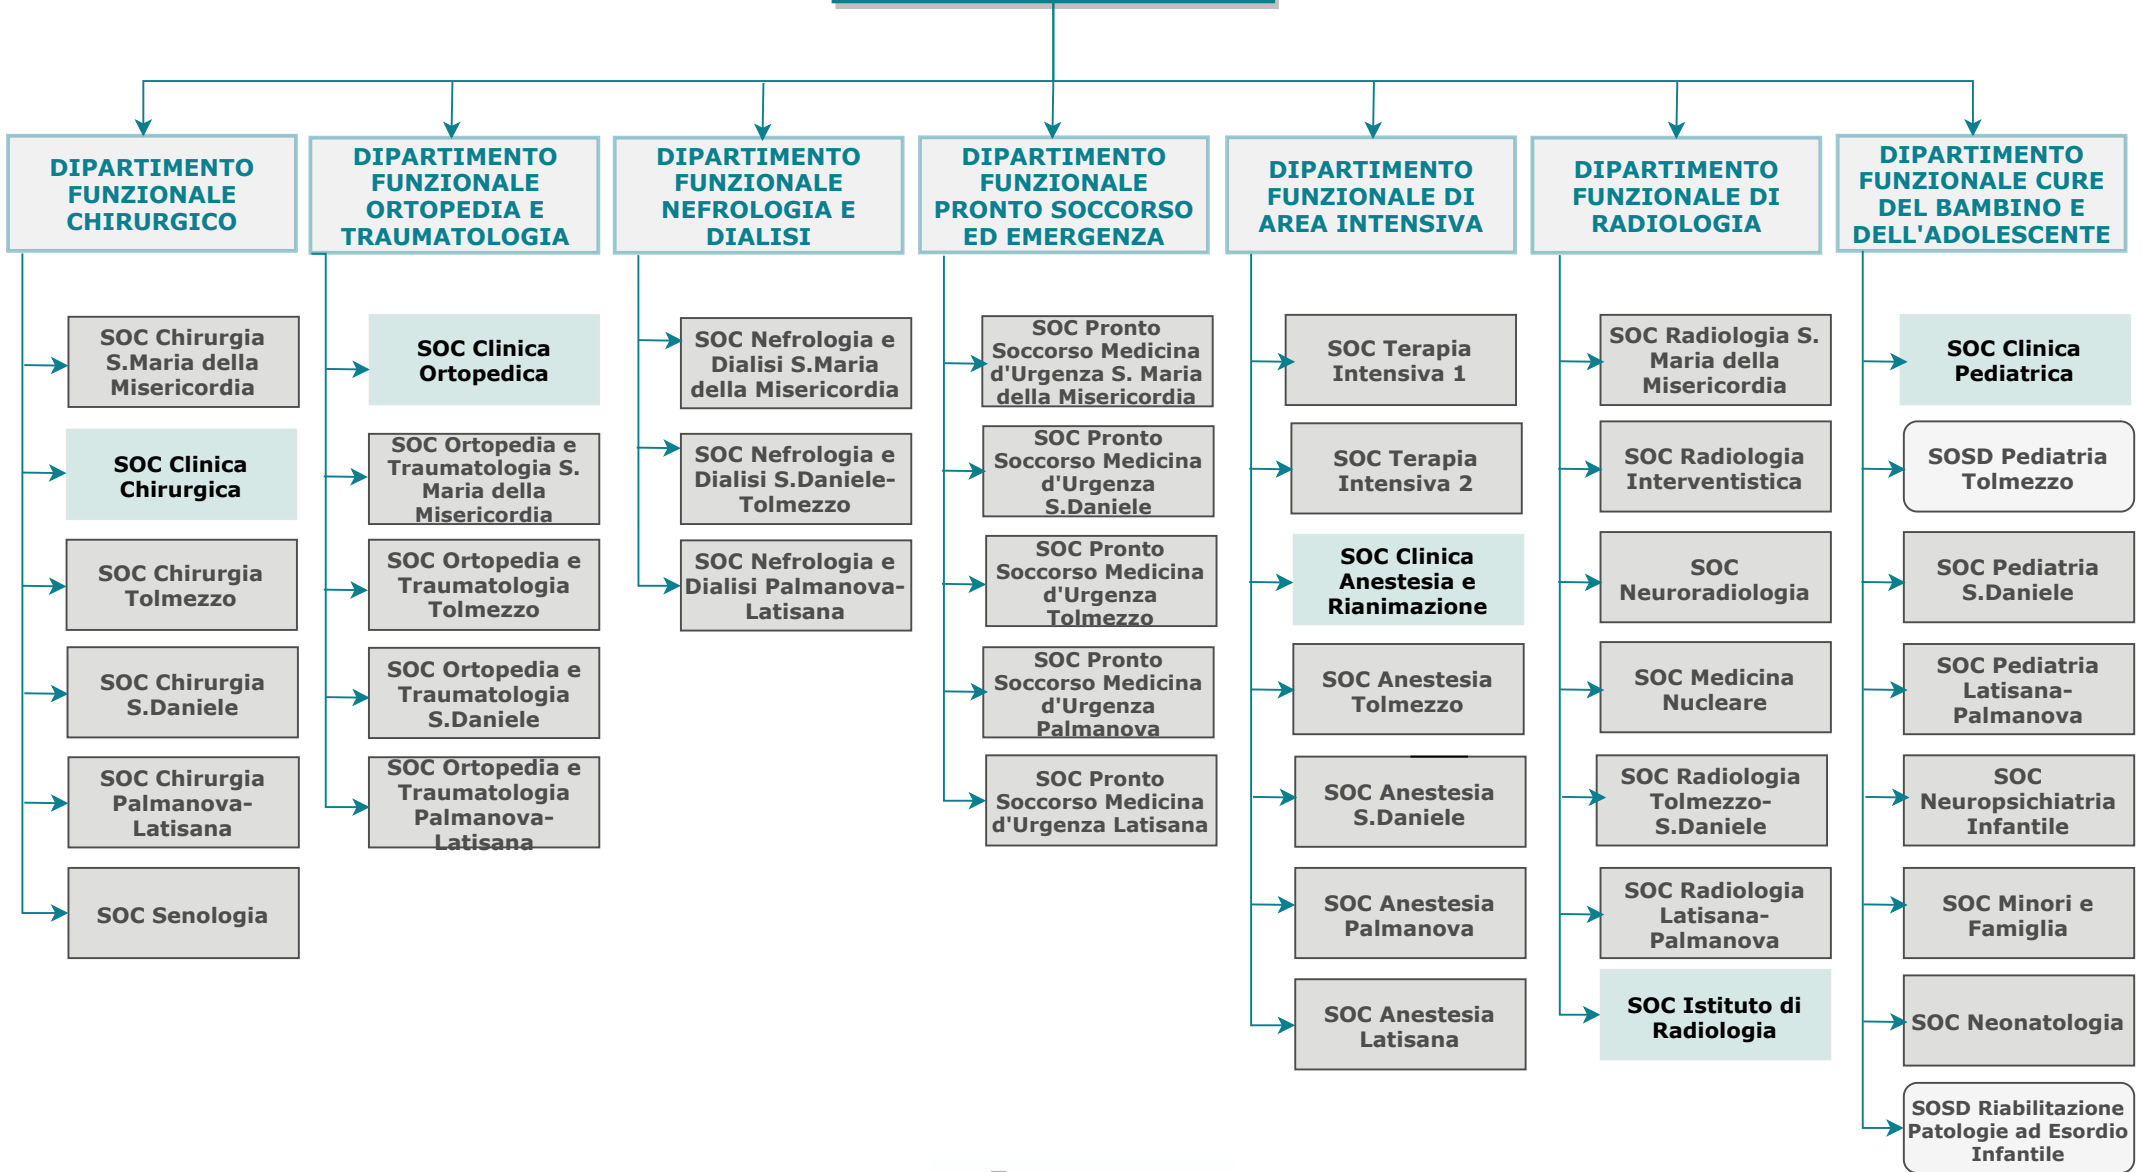 DIPARTIMENTO
FUNZIONALE
CHIRURGICO
SOC Chirurgia
S.Maria della
Misericordia
SOC Clinica
Chirurgica
SOC Chirurgia
Tolmezzo
SOC Chirurgia
S.Daniele
SOC Chirurgia
Palmanova-
Latisana
SOC Senologia
DIPARTIMENTO
FUNZIONALE
ORTOPEDIA E
TRAUMATOLOGIA
SOC Clinica
Ortopedica
SOC Ortopedia e
Traumatologia S.
Maria della
Misericordia
SOC Ortopedia e
Traumatologia
Tolmezzo
SOC Ortopedia e
Traumatologia
S.Daniele
SOC Ortopedia e
Traumatologia
Palmanova-
Latisana
DIPARTIMENTO
FUNZIONALE
NEFROLOGIA E
DIALISI
SOC Nefrologia e
Dialisi S.Maria
della Misericordia
SOC Nefrologia e
Dialisi S.Daniele-
Tolmezzo
SOC Nefrologia e
Dialisi Palmanova-
Latisana
DIPARTIMENTO
FUNZIONALE
PRONTO SOCCORSO
ED EMERGENZA
SOC Pronto
Soccorso Medicina
d'Urgenza S. Maria
della Misericordia
SOC Pronto
Soccorso Medicina
d'Urgenza
S.Daniele
SOC Pronto
Soccorso Medicina
d'Urgenza
Tolmezzo
SOC Pronto
Soccorso Medicina
d'Urgenza
Palmanova
SOC Pronto
Soccorso Medicina
d'Urgenza Latisana
DIPARTIMENTO
FUNZIONALE DI
AREA INTENSIVA
SOC Terapia
Intensiva 1
SOC Terapia
Intensiva 2
SOC Clinica
Anestesia e
Rianimazione
SOC Anestesia
Tolmezzo
SOC Anestesia
S.Daniele
SOC Anestesia
Palmanova
SOC Anestesia
Latisana
DIPARTIMENTO
FUNZIONALE DI
RADIOLOGIA
SOC Radiologia S.
Maria della
Misericordia
SOC Radiologia
Interventistica
SOC
Neuroradiologia
SOC Medicina
Nucleare
SOC Radiologia
Tolmezzo-
S.Daniele
SOC Radiologia
Latisana-
Palmanova
SOC Istituto di
Radiologia
DIPARTIMENTO
FUNZIONALE CURE
DEL BAMBINO E
DELL'ADOLESCENTE
SOC Clinica
Pediatrica
SOSD Pediatria
Tolmezzo
SOC Pediatria
S.Daniele
SOC Pediatria
Latisana-
Palmanova
SOC
Neuropsichiatria
Infantile
SOC Minori e
Famiglia
SOC Neonatologia
SOSD Riabilitazione
Patologie ad Esordio
Infantile